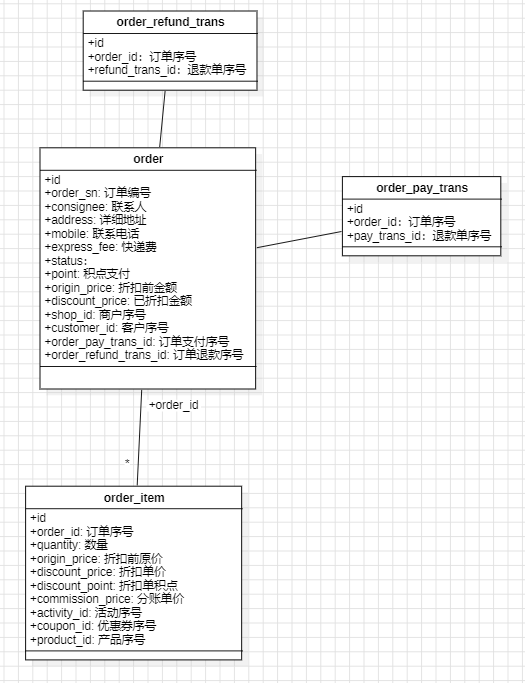 order_refund_trans
+id
+order_id: 订单序号
+refund_trans_id: 退款单序号
order
+id
+order_sn: 订单编号
+consignee: 联系人
+address: 详细地址
+mobile: 联系电话
+express_fee: 快递费
+status:
+point: 积点支付
+origin_price: 折扣前金额
+discount_price: 已折扣金额
+shop_id: 商户序号
+customer_id: 客户序号
+order_pay_trans_id: 订单支付序号
+order_refund_trans_id: 订单退款序号
order_pay_trans
+id
+order_id: 订单序号
+pay_trans_id: 退款单序号
+order_id
*
order_item
+id
+order_id: 订单序号
+quantity: 数量
+origin_price: 折扣前原价
+discount_price: 折扣单价
+discount_point: 折扣单积点
+commission_price: 分账单价
+activity_id: 活动序号
+coupon_id: 优惠券序号
+product_id: 产品序号